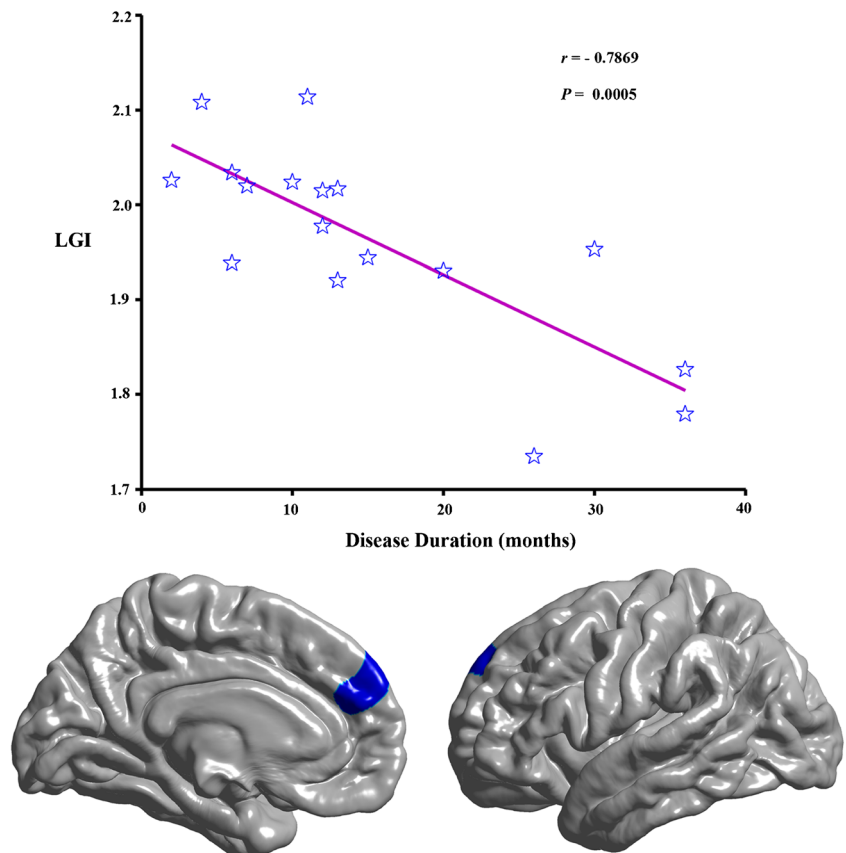 2.2
r = - 0.7869
P = 0.0005
2.1
2.0
LGI
1.9
1.8
1.7
0 10 20 30 40
Disease Duration (months)